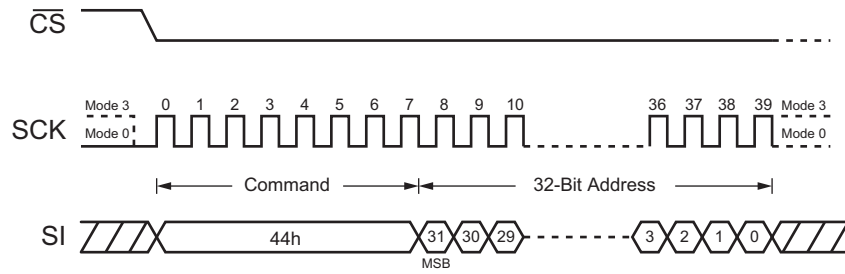 CS
Mode 3 0 1 2 3 4 5 6 7 8 9 10 36 37 38 39 Mode 3
SCK Mode 0 Mode 0
Command 32-Bit Address
SI 44h 31 30 29 3 2 1 0
MSB